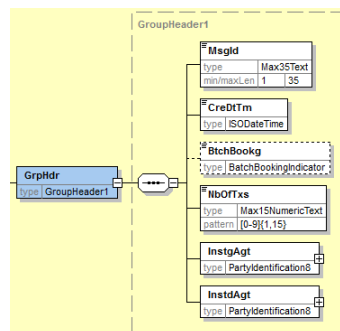 GroupHeader1
MsgId
type Max35Text
min/maxLen 1 35
CreDtTm
type ISODateTime
BtchBookg
type BatchBookingIndicator
GrpHdr
type GroupHeader1
NbOfTxs
type Max15NumericText
pattern [0-9]{1,15}
InstgAgt
type PartyIdentification8
InstdAgt
type PartyIdentification8